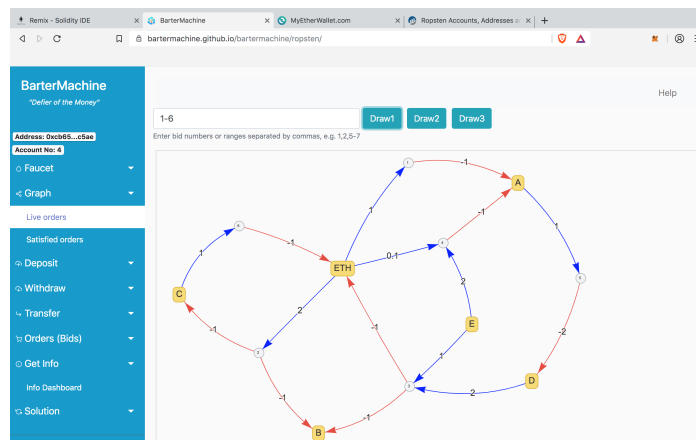 Remix - Solidity IDE
BarterMachine
MyEtherWallet.com
Ropsten Accounts, Addresses a
bartermachine.github.io/bartermachine/ropsten/
BarterMachine
"Defier of the Money"
Address: 0xcb65...c5ae
Account No: 4
Faucet
Graph
Live orders
Satisfied orders
Deposit
Withdraw
Transfer
Orders (Bids)
Get Info
Info Dashboard
Solution
Help
1-6
Draw1
Draw2
Draw3
Enter bid numbers or ranges separated by commas, e.g. 1,2,5-7
1
-1
A
1
-1
-1
1
4
0.1
ETH
1
C
2
2
E
-1
-1
-2
1
2
3
D
2
-1
-1
B